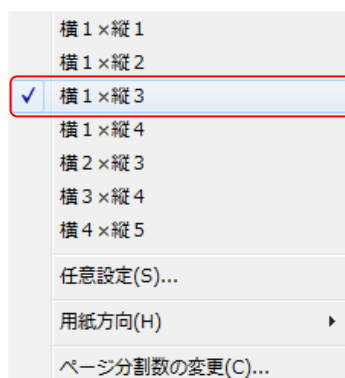 横１×縦１
横１×縦２
横１×縦３
横１×縦４
横２×縦３
横３×縦４
横４×縦５
任意設定(S)...
用紙方向(H)
ページ分割数の変更(C)...